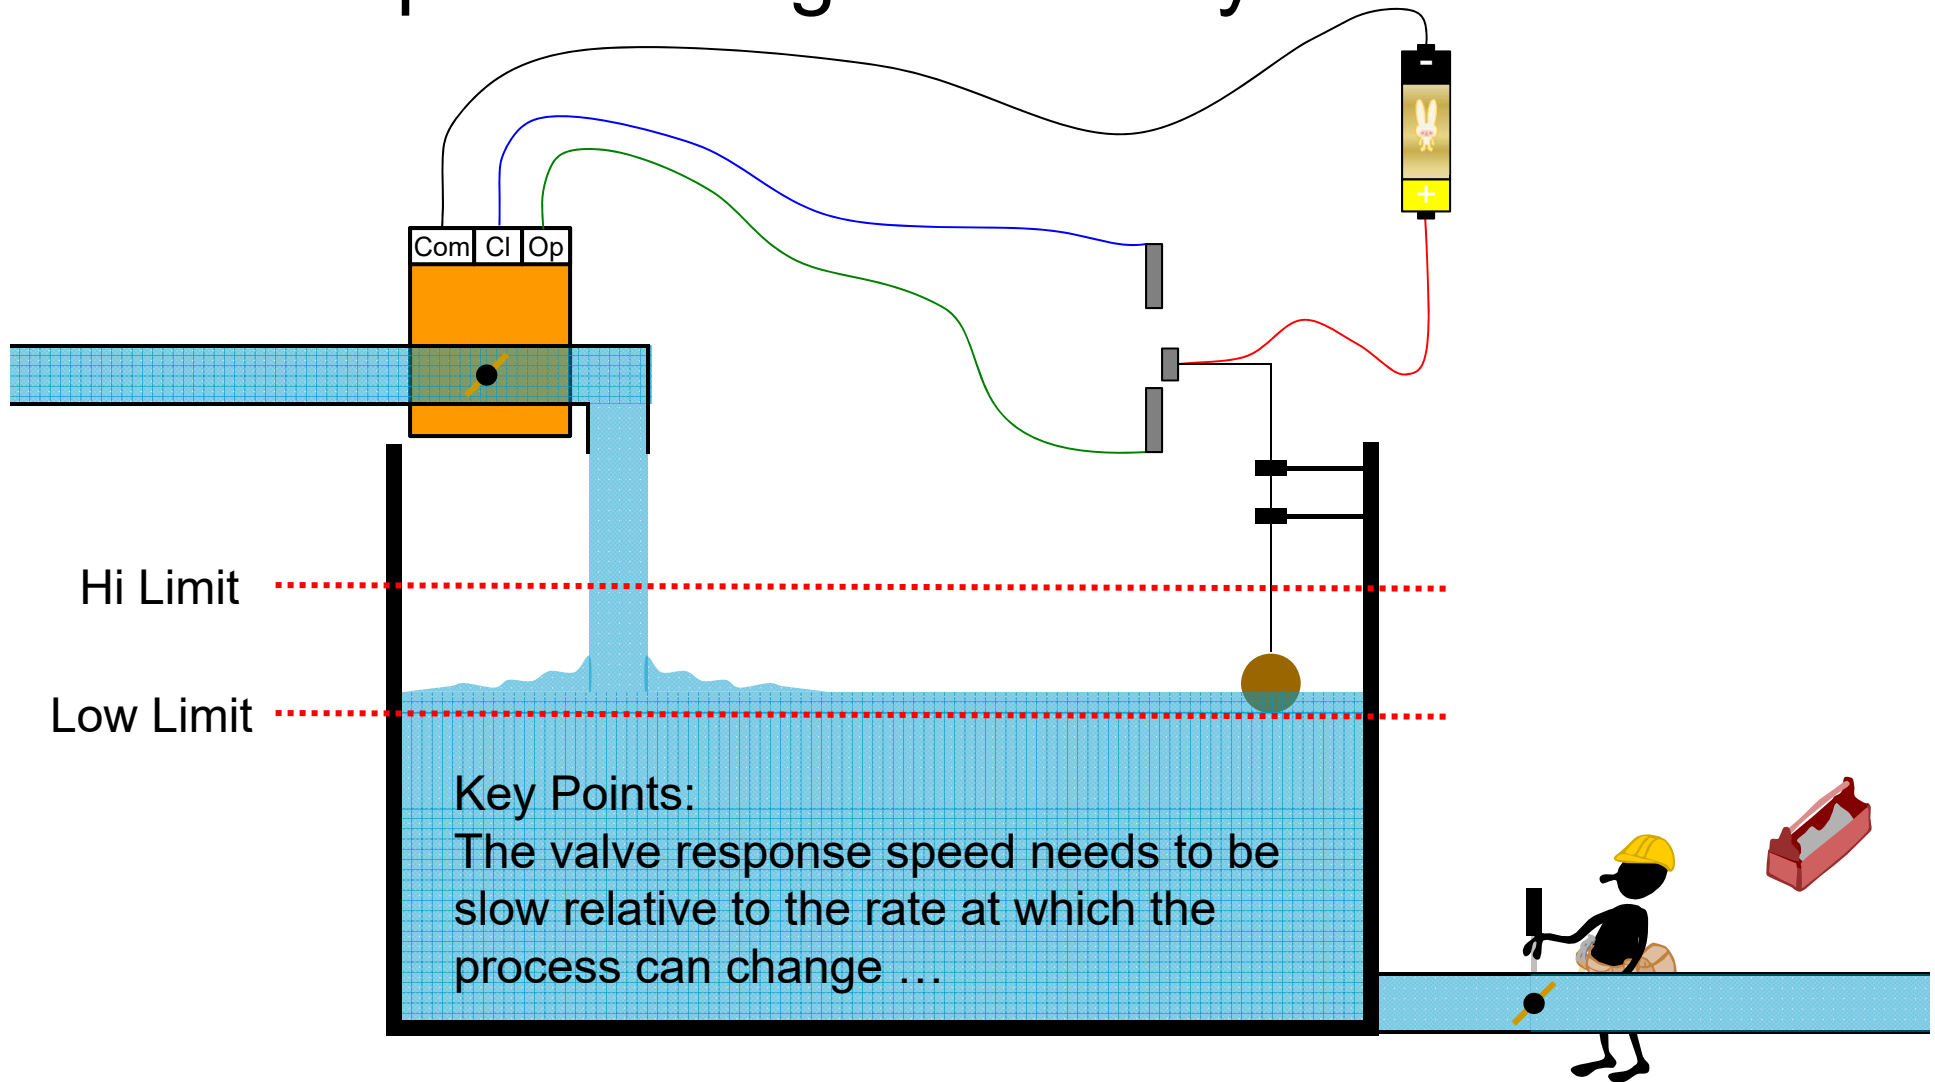 -
+
Com Cl Op
Hi Limit
Low Limit
Key Points:
The valve response speed needs to be
slow relative to the rate at which the
process can change …